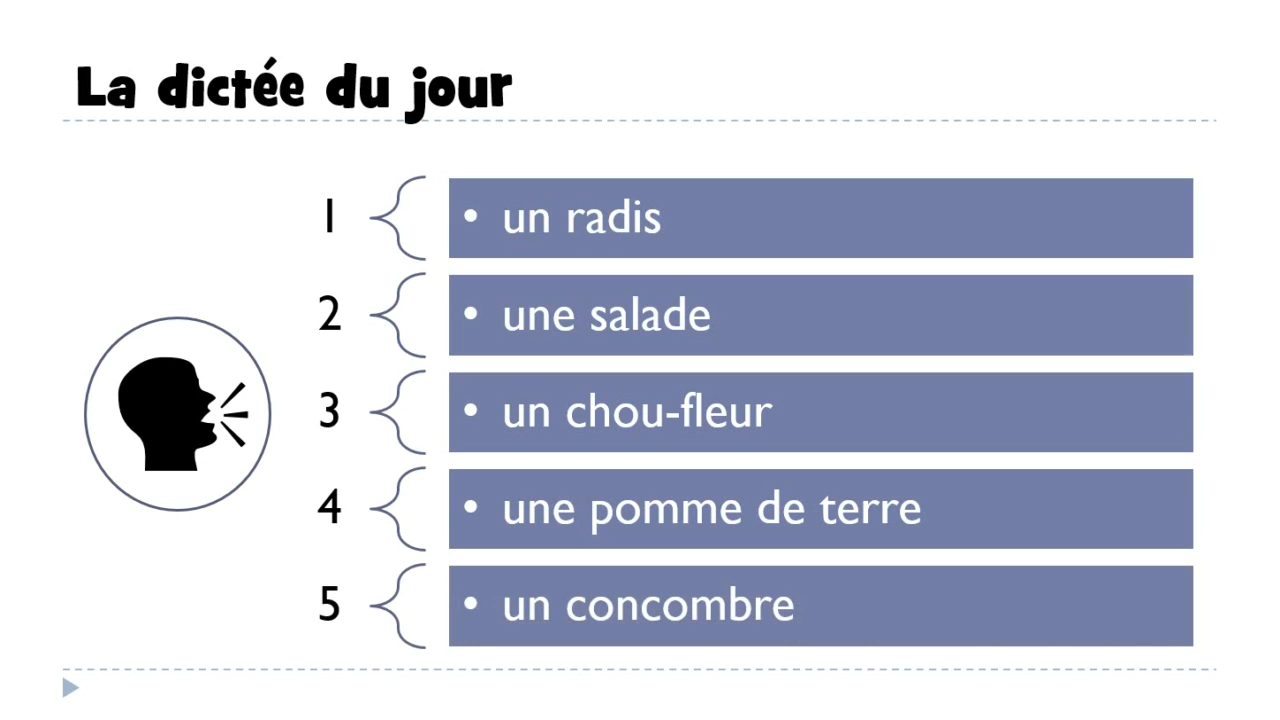 La dictée du jour
1
• un radis
2
• une salade
3
• un chou-fleur
4
• une pomme de terre
5
• un concombre